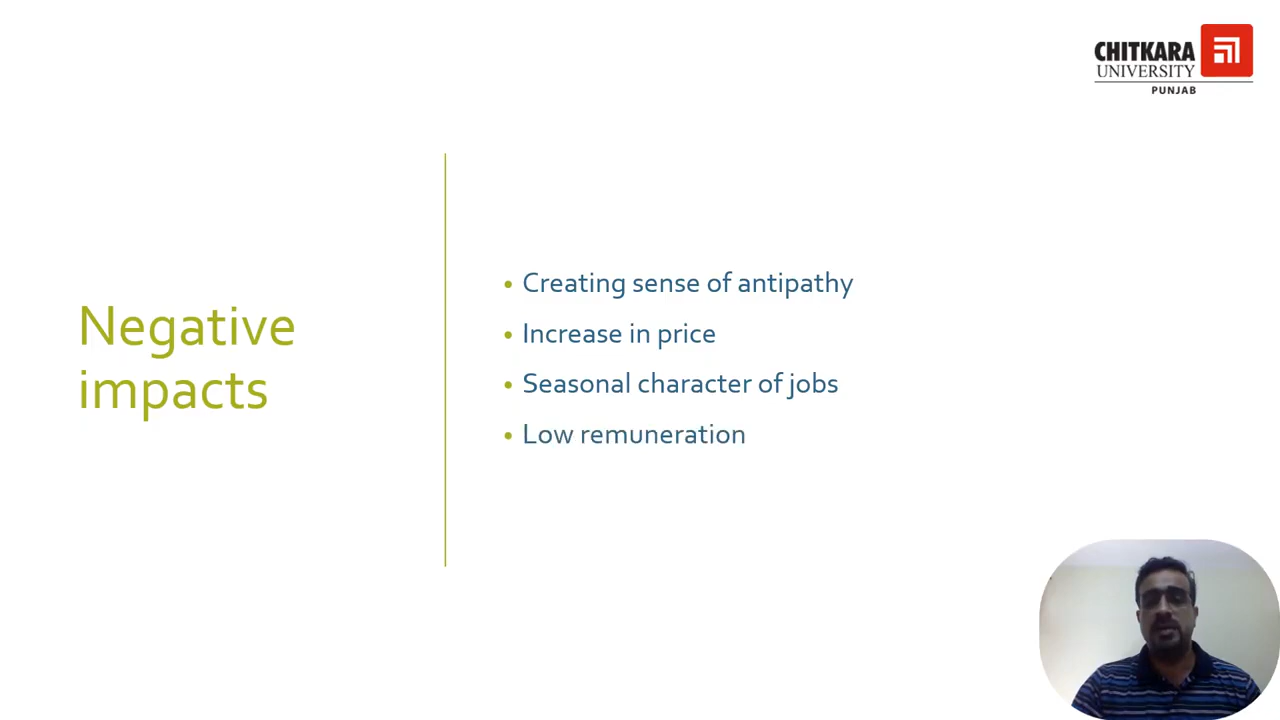 CHITKARA
UNIVERSITY
PUNJAB
Negative
impacts
• Creating sense of antipathy
• Increase in price
• Seasonal character of jobs
• Low remuneration